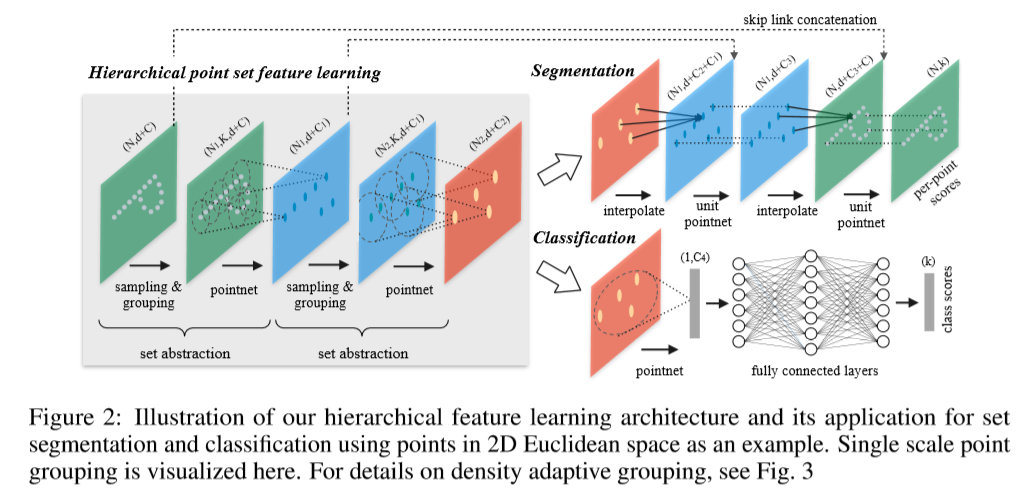 skip link concatenation
Hierarchical point set feature learning
Segmentation
(N,d+C)
(N1,K,d+C)
(N1,d+C1)
(N2,K,d+C1)
(N2,d+C2)
(N1,d+C2+C1)
(N1,d+C3)
(N,d+C3+C)
(N,k)
interpolate
unit
pointnet
interpolate
unit
pointnet
per-point
scores
Classification
sampling &
grouping
pointnet
sampling &
grouping
pointnet
set abstraction
set abstraction
(1,C4)
(k)
class scores
pointnet
fully connected layers
Figure 2: Illustration of our hierarchical feature learning architecture and its application for set
segmentation and classification using points in 2D Euclidean space as an example. Single scale point
grouping is visualized here. For details on density adaptive grouping, see Fig. 3